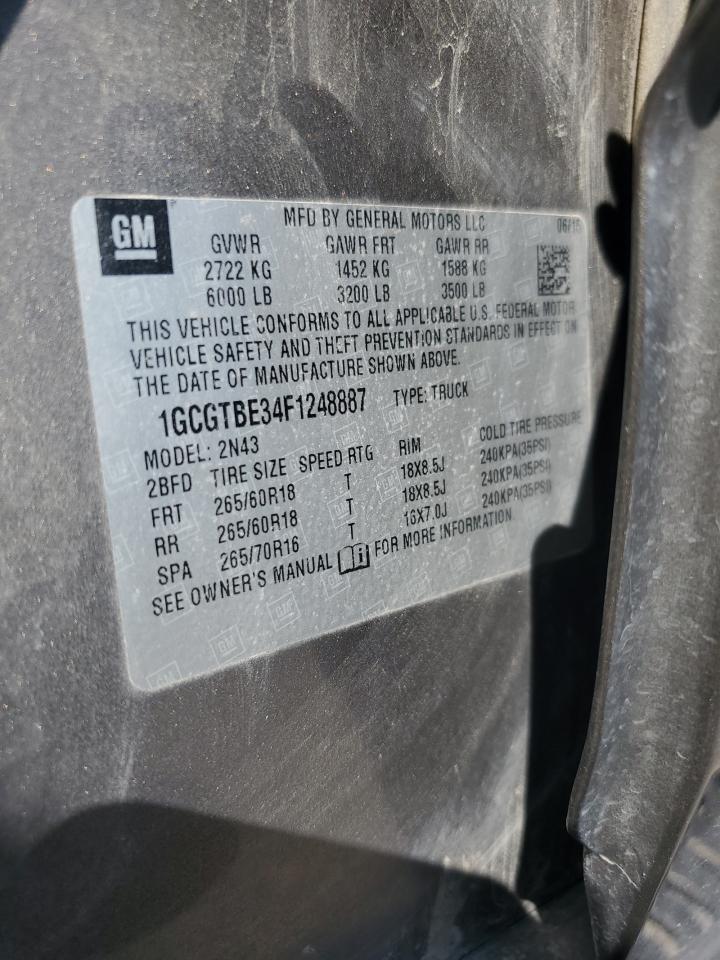 GM
MFD BY GENERAL MOTORS LLC 06/15
GVWR GAWR FRT GAWR RR
2722 KG 1452 KG 1588 KG
6000 LB 3200 LB 3500 LB
THIS VEHICLE CONFORMS TO ALL APPLICABLE U.S. FEDERAL MOTOR
VEHICLE SAFETY AND THEFT PREVENTION STANDARDS IN EFFECT ON
THE DATE OF MANUFACTURE SHOWN ABOVE.
1GCGTBE34F1248887 TYPE: TRUCK
MODEL: 2N43
2BFD TIRE SIZE SPEED RTG RIM COLD TIRE PRESSURE
FRT 265/60R18 T 18X8.5J 240KPA(35PSI)
RR 265/60R18 T 18X8.5J 240KPA(35PSI)
SPA 265/70R16 T 16X7.0J 240KPA(35PSI)
SEE OWNER'S MANUAL FOR MORE INFORMATION.